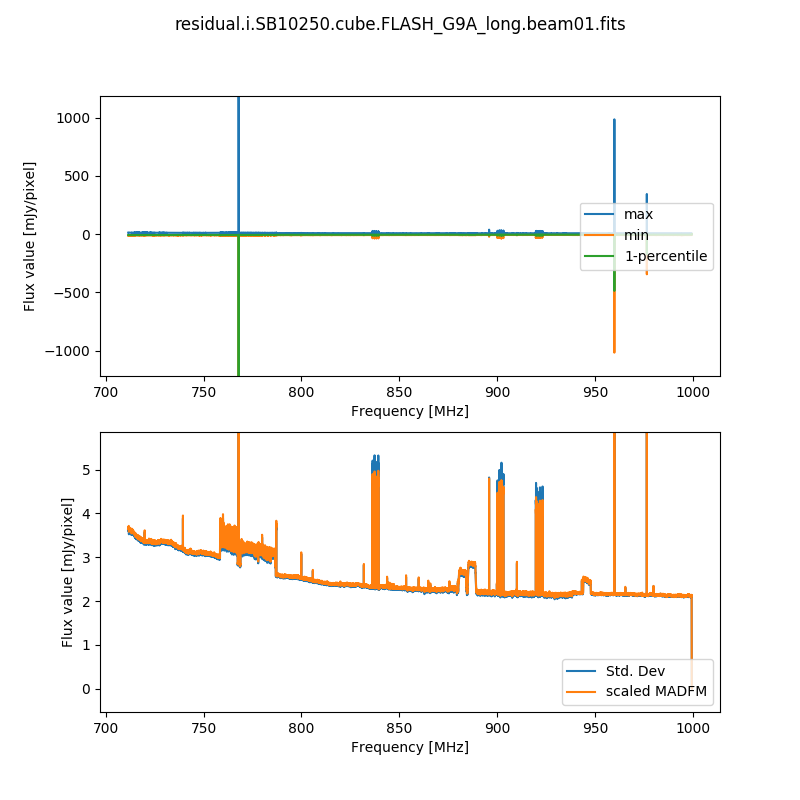 residual.i.SB10250.cube.FLASH_G9A_long.beam01.fits
1000
500
0
−500
−1000
Flux value [mJy/pixel]
max
min
1-percentile
700 750 800 850 900 950 1000
Frequency [MHz]
5
4
3
2
1
0
Flux value [mJy/pixel]
Std. Dev
scaled MADFM
700 750 800 850 900 950 1000
Frequency [MHz]